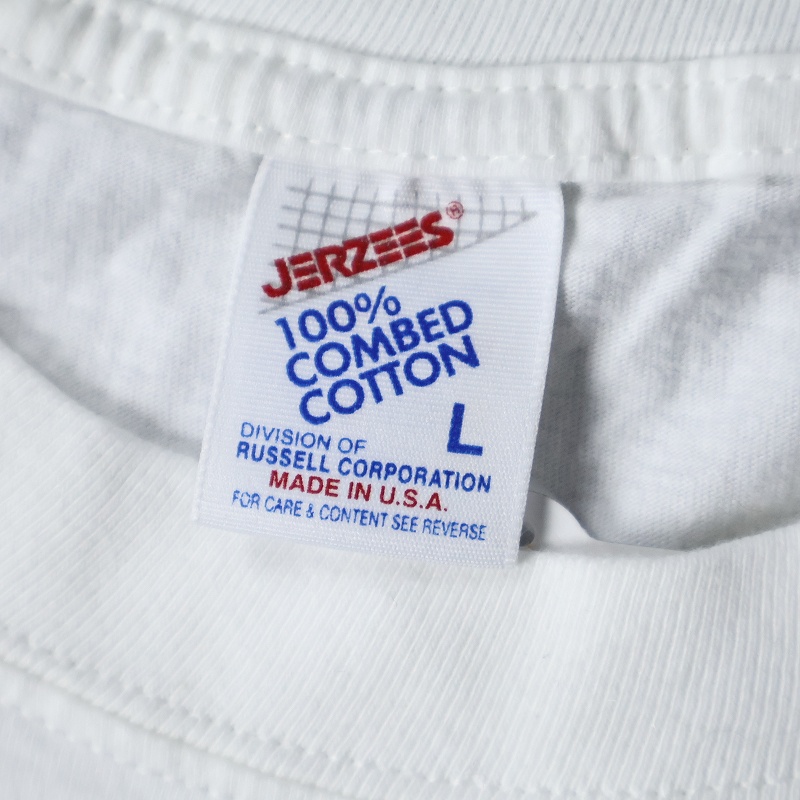 JERZEES®
100%
COMBED
COTTON
L
DIVISION OF
RUSSELL CORPORATION
MADE IN U.S.A.
FOR CARE & CONTENT SEE REVERSE